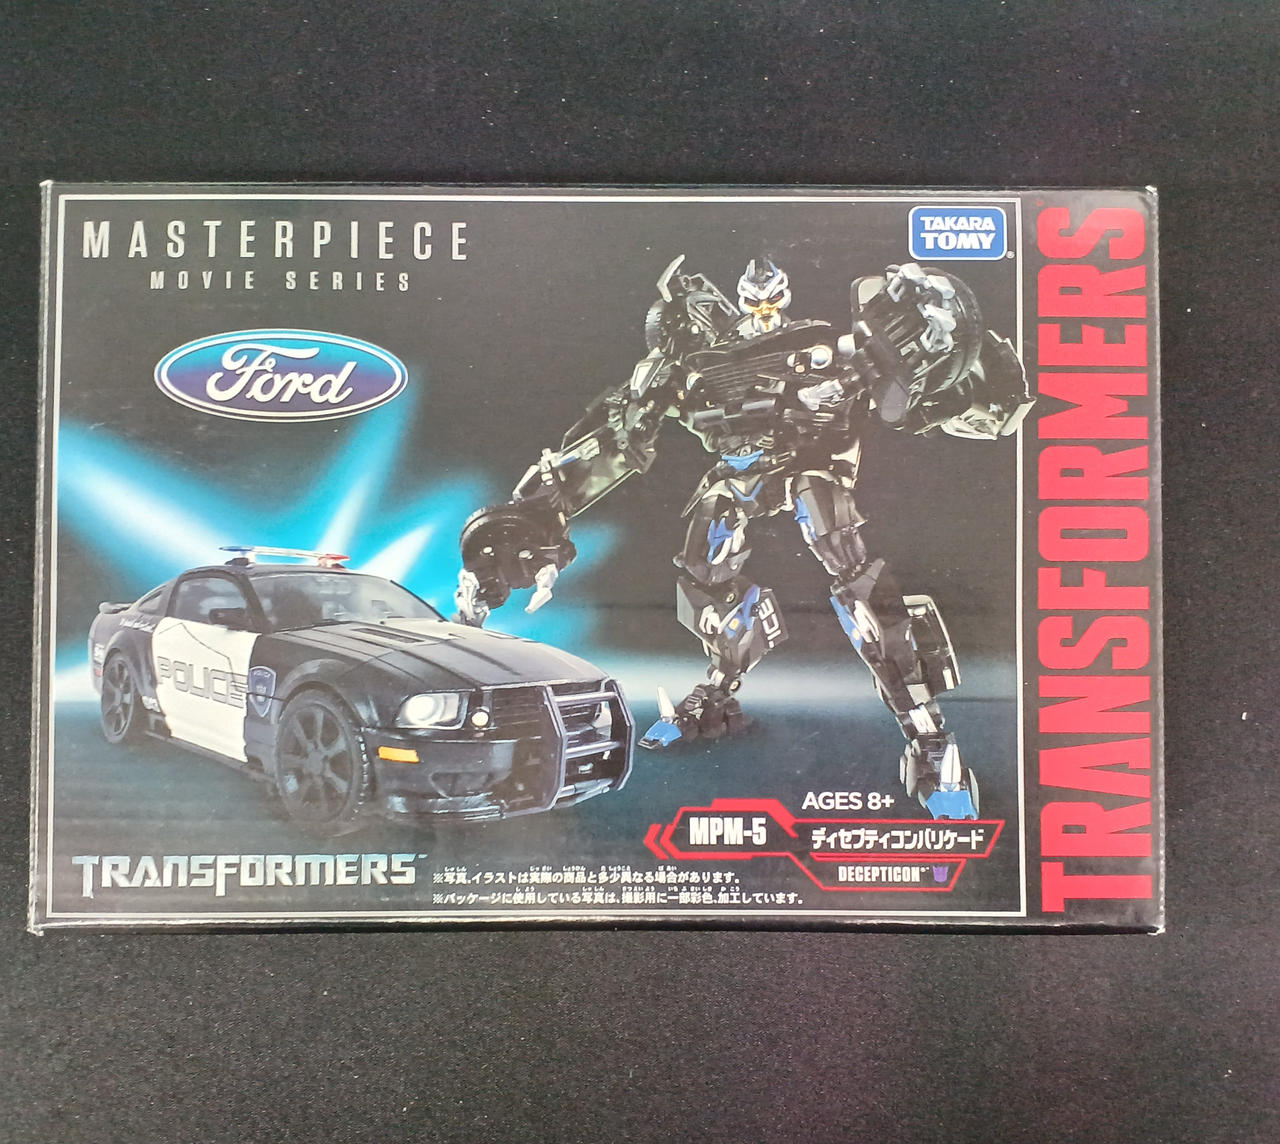 MASTERPIECE
MOVIE SERIES
TAKARA
TOMY
®
Ford
TRANSFORMERS
POLICE
ICE
AGES 8+
MPM-5
ディセプティコンバリケード
DECEPTICON™
TRANSFORMERS™
※写真、イラストは実際の商品と多少異なる場合があります。
※パッケージに使用している写真は、撮影用に一部彩色、加工しています。